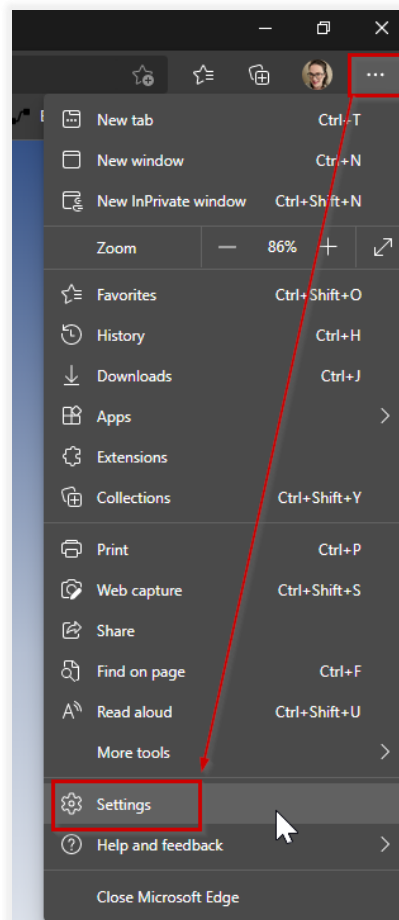 New tab Ctrl+T
New window Ctrl+N
New InPrivate window Ctrl+Shift+N
Zoom — 86% +
Favorites Ctrl+Shift+O
History Ctrl+H
Downloads Ctrl+J
Apps
Extensions
Collections Ctrl+Shift+Y
Print Ctrl+P
Web capture Ctrl+Shift+S
Share
Find on page Ctrl+F
Read aloud Ctrl+Shift+U
More tools
Settings
Help and feedback
Close Microsoft Edge